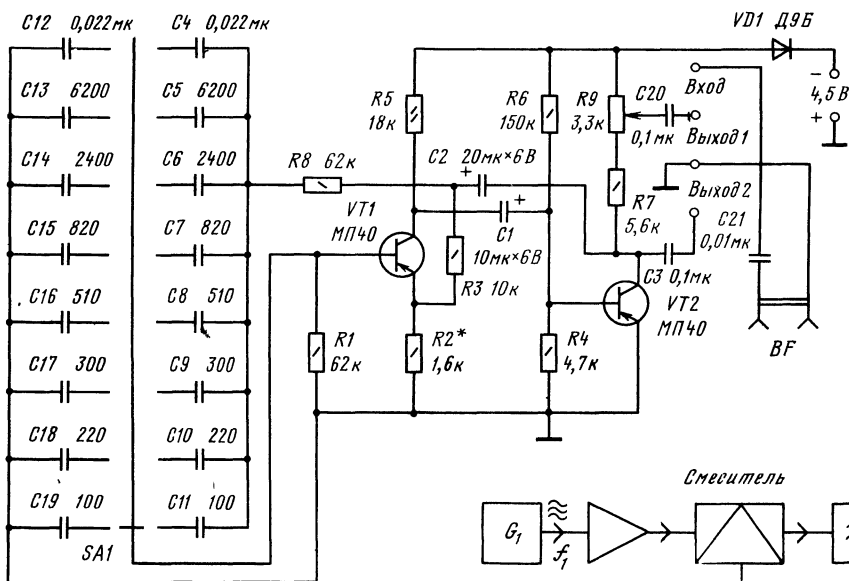 C12 0,022мк C4 0,022мк
VD1 Д9Б
C13 6200 C5 6200
R5 18к
R6 150к
R9 3,3к
C20 0,1мк
Вход
Выход1
Выход2
− 4,5 В +
C14 2400 C6 2400
R8 62к
C2 20мк×6В
+
+
C1 10мк×6В
VT1 МП40
R7 5,6к
C21 0,01мк
C15 820 C7 820
C3 0,1мк
R3 10к
VT2 МП40
C16 510 C8 510
R1 62к
R2* 1,6к
R4 4,7к
BF
C17 300 C9 300
C18 220 C10 220
C19 100 C11 100
SA1
Смеситель
G₁
≈
f₁